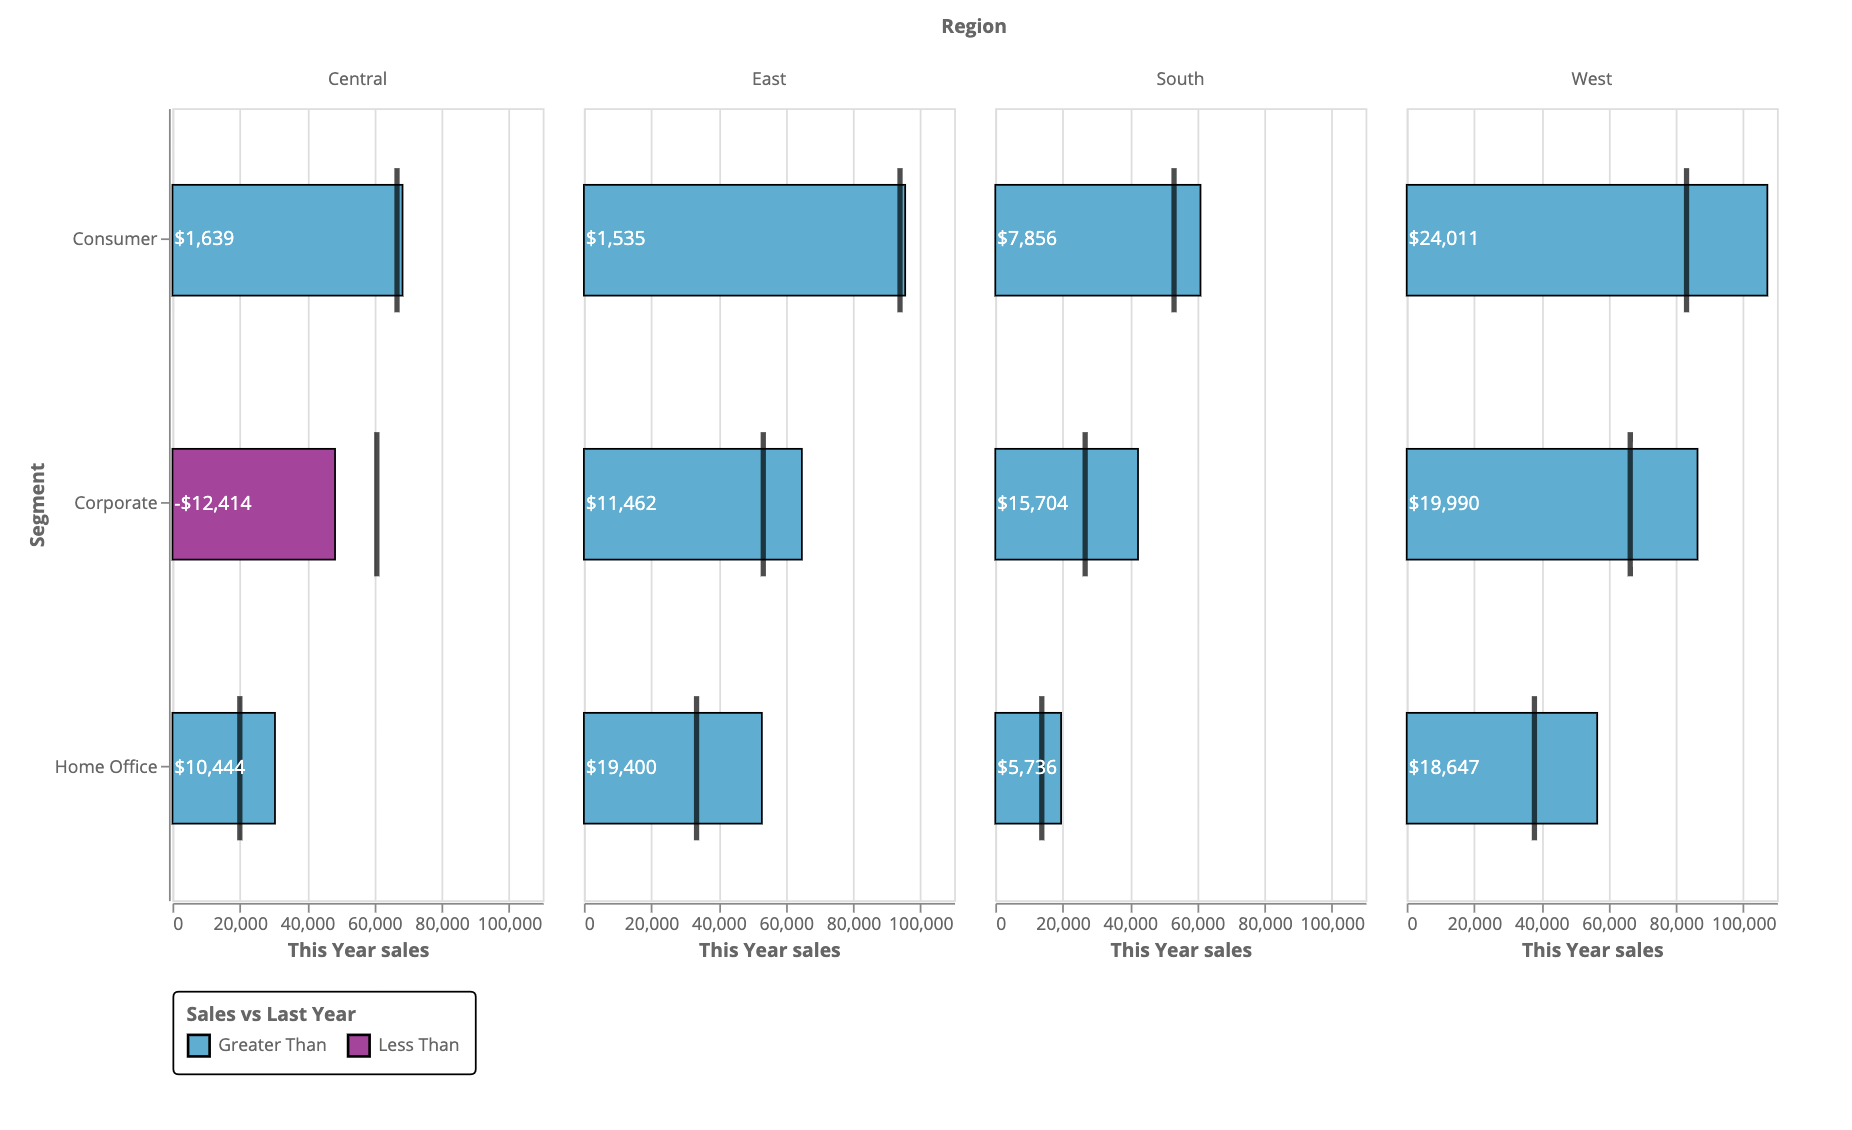 Region
Central East South West
Segment
Consumer $1,639 $1,535 $7,856 $24,011
Corporate -$12,414 $11,462 $15,704 $19,990
Home Office $10,444 $19,400 $5,736 $18,647
0 20,000 40,000 60,000 80,000 100,000 0 20,000 40,000 60,000 80,000 100,000 0 20,000 40,000 60,000 80,000 100,000 0 20,000 40,000 60,000 80,000 100,000
This Year sales This Year sales This Year sales This Year sales
Sales vs Last Year
Greater Than Less Than